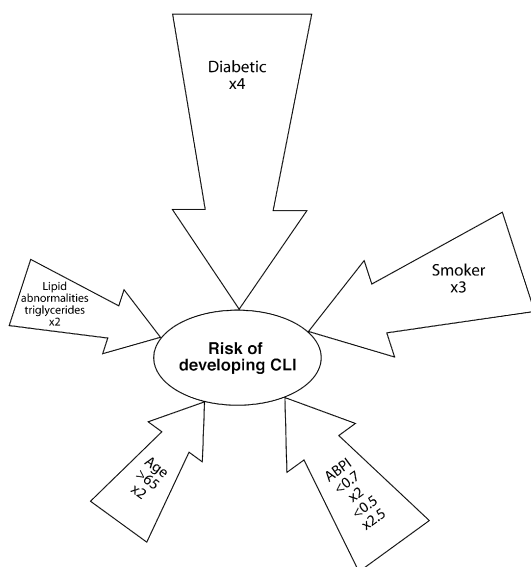 Diabetic
x4
Smoker
x3
Lipid
abnormalities
triglycerides
x2
Risk of
developing CLI
Age
>65
x2
ABPI
<0.7
x2
<0.5
x2.5